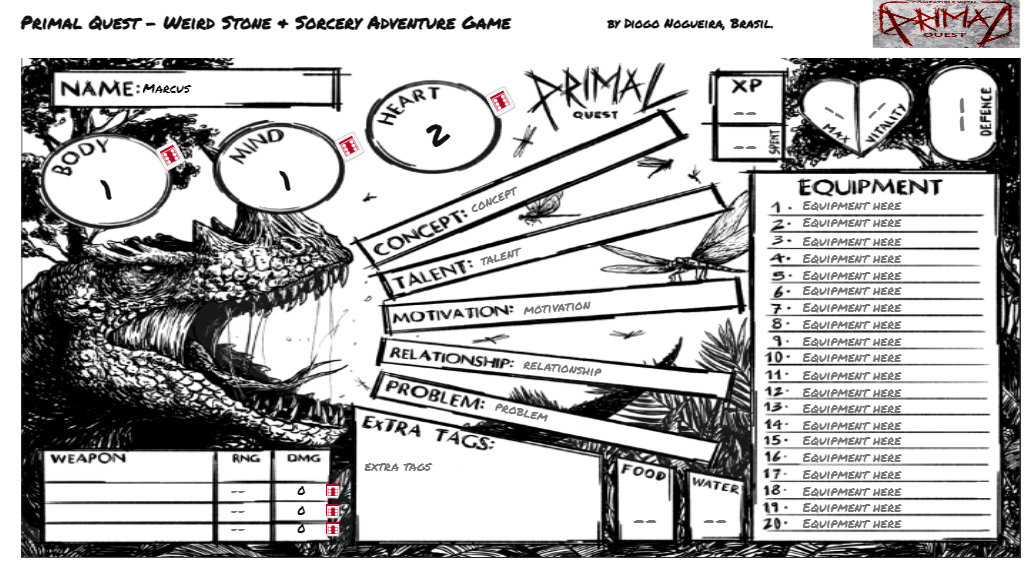 Primal Quest – Weird Stone & Sorcery Adventure Game
by Diogo Nogueira, Brasil.
PRIMAL
QUEST
NAME: Marcus
BODY
1
MIND
1
HEART
2
PRIMAL
QUEST
XP
--
-- SPENT
-- MAX
-- VITALITY
-- DEFENCE
CONCEPT: concept
TALENT: talent
MOTIVATION: motivation
RELATIONSHIP: relationship
PROBLEM: problem
EXTRA TAGS:
extra tags
WEAPON RNG DMG
-- 0
-- 0
-- 0
FOOD
--
WATER
--
EQUIPMENT
1. Equipment here
2. Equipment here
3. Equipment here
4. Equipment here
5. Equipment here
6. Equipment here
7. Equipment here
8. Equipment here
9. Equipment here
10. Equipment here
11. Equipment here
12. Equipment here
13. Equipment here
14. Equipment here
15. Equipment here
16. Equipment here
17. Equipment here
18. Equipment here
19. Equipment here
20. Equipment here